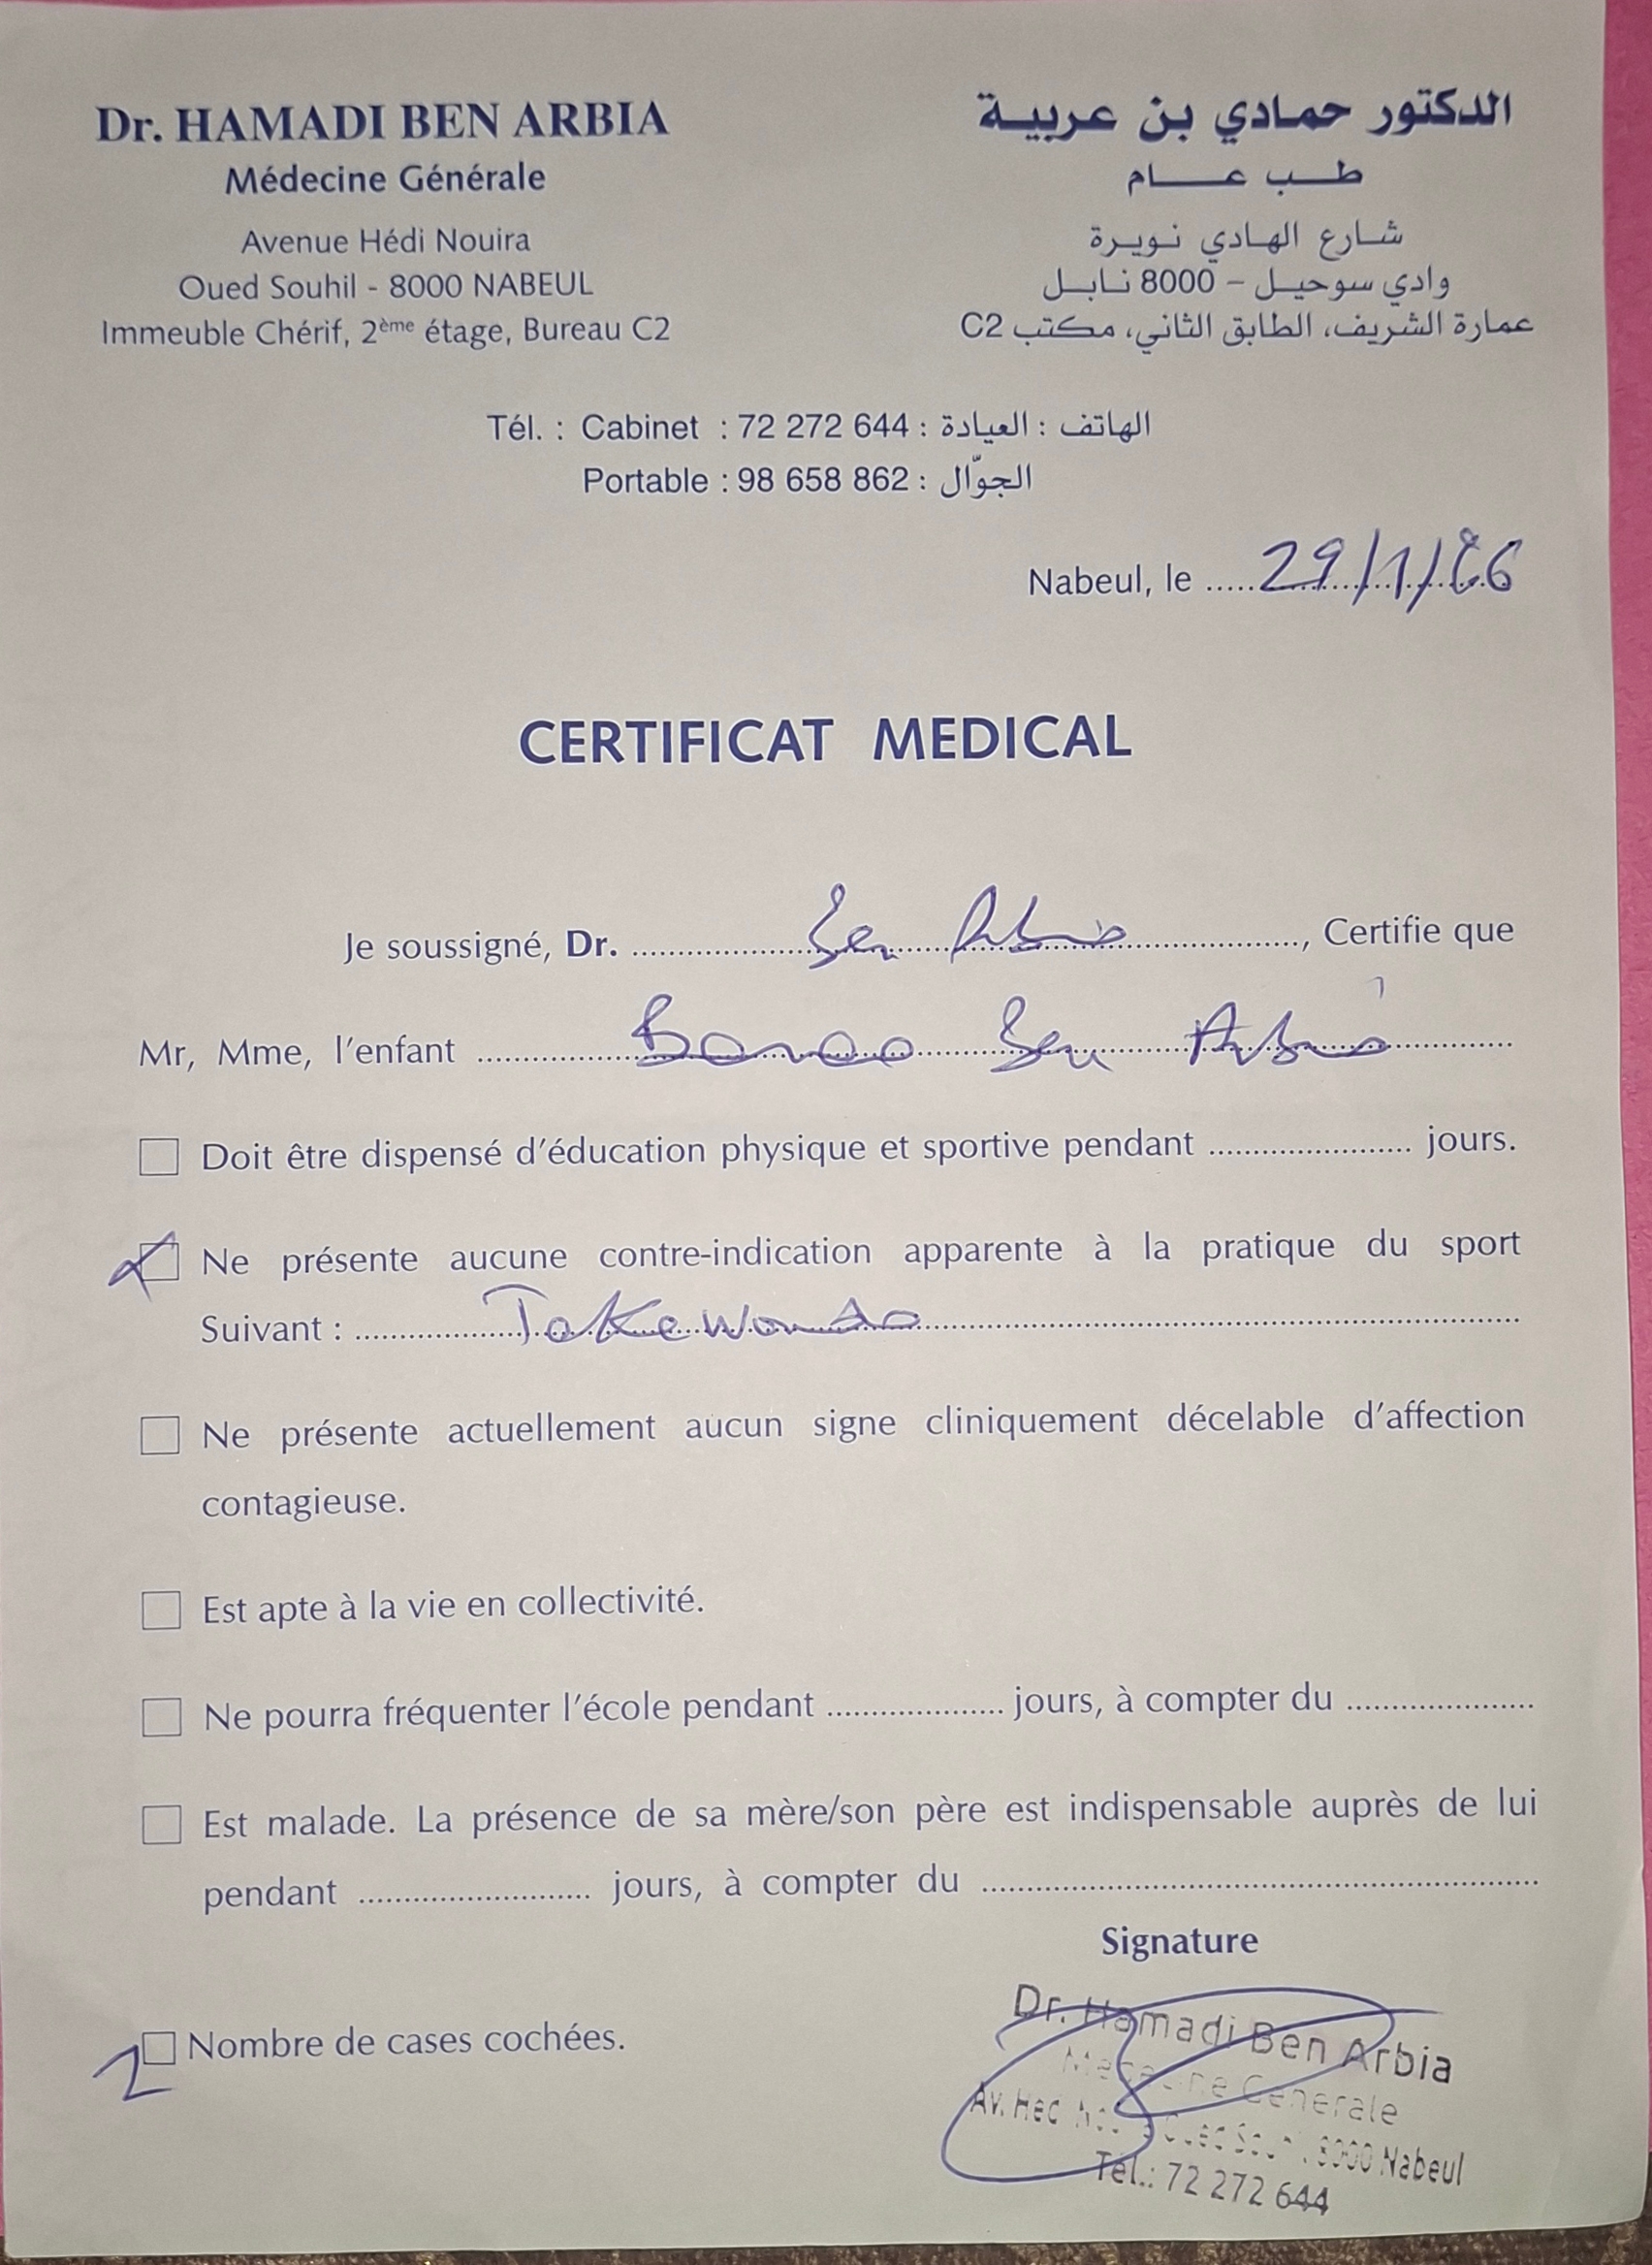 Dr. HAMADI BEN ARBIA
Médecine Générale
Avenue Hédi Nouira
Oued Souhil - 8000 NABEUL
Immeuble Chérif, 2ème étage, Bureau C2
الدكتور حمادي بن عربية
طب عام
شارع الهادي نويرة
وادي سوحيل – 8000 نابل
عمارة الشريف، الطابق الثاني، مكتب C2
Tél. : Cabinet : 72 272 644 : الهاتف : العيادة
Portable : 98 658 862 : الجوّال
Nabeul, le ..... 29/1/26
CERTIFICAT MEDICAL
Je soussigné, Dr. Ben Arbia, Certifie que
Mr, Mme, l'enfant Ben Arbia
Doit être dispensé d'éducation physique et sportive pendant ...................... jours.
Ne présente aucune contre-indication apparente à la pratique du sport
Suivant : Takewondo
Ne présente actuellement aucun signe cliniquement décelable d'affection
contagieuse.
Est apte à la vie en collectivité.
Ne pourra fréquenter l'école pendant ................... jours, à compter du ....................
Est malade. La présence de sa mère/son père est indispensable auprès de lui
pendant ......................... jours, à compter du ............................................................
Signature
Nombre de cases cochées.
Dr. Hamadi Ben Arbia
Médecine Générale
Av. 8000 Nabeul
Tél.: 72 272 644